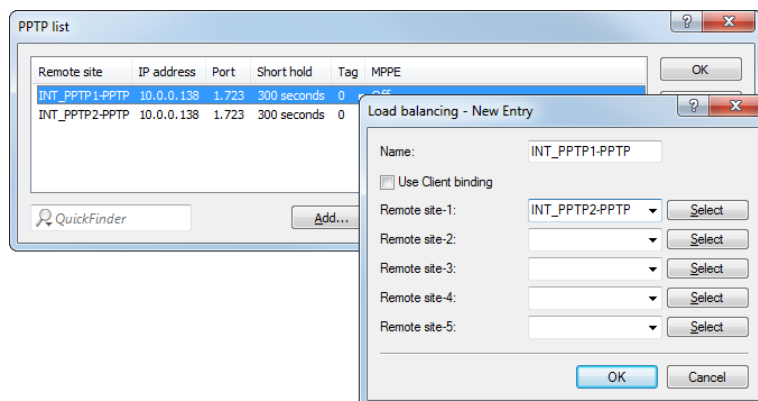 PPTP list
Remote site IP address Port Short hold Tag MPPE
INT_PPTP1-PPTP 10.0.0.138 1.723 300 seconds 0 Off
INT_PPTP2-PPTP 10.0.0.138 1.723 300 seconds 0
OK
QuickFinder
Add...
Load balancing - New Entry
Name: INT_PPTP1-PPTP
Use Client binding
Remote site-1: INT_PPTP2-PPTP Select
Remote site-2: Select
Remote site-3: Select
Remote site-4: Select
Remote site-5: Select
OK Cancel